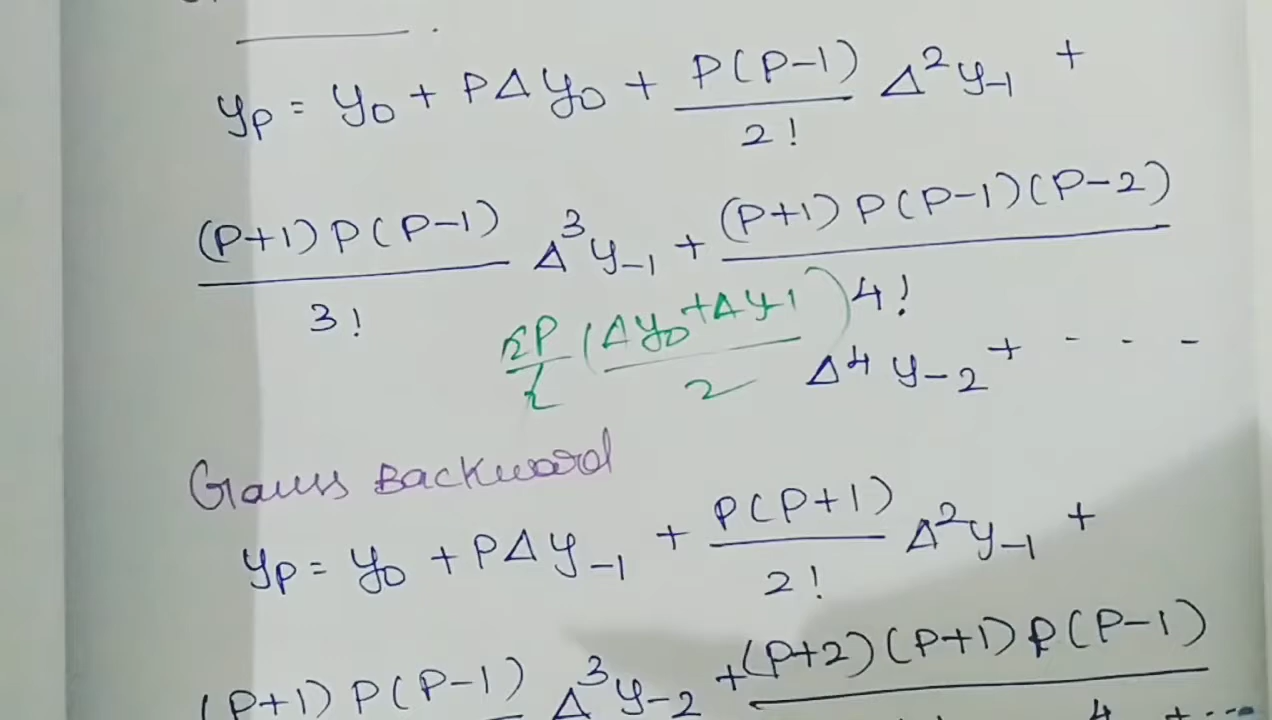 yₚ = y₀ + PΔy₀ + P(P-1)/2! Δ²y₋₁ +
(P+1)P(P-1)/3! Δ³y₋₁ + (P+1)P(P-1)(P-2)/4!
(Δy₀+Δy₁)/2
Δ⁴y₋₂ + - - -
Gauss Backward
yₚ = y₀ + PΔy₋₁ + P(P+1)/2! Δ²y₋₁ +
(P+1)P(P-1) Δ³y₋₂ + (P+2)(P+1)P(P-1)
4 + ---